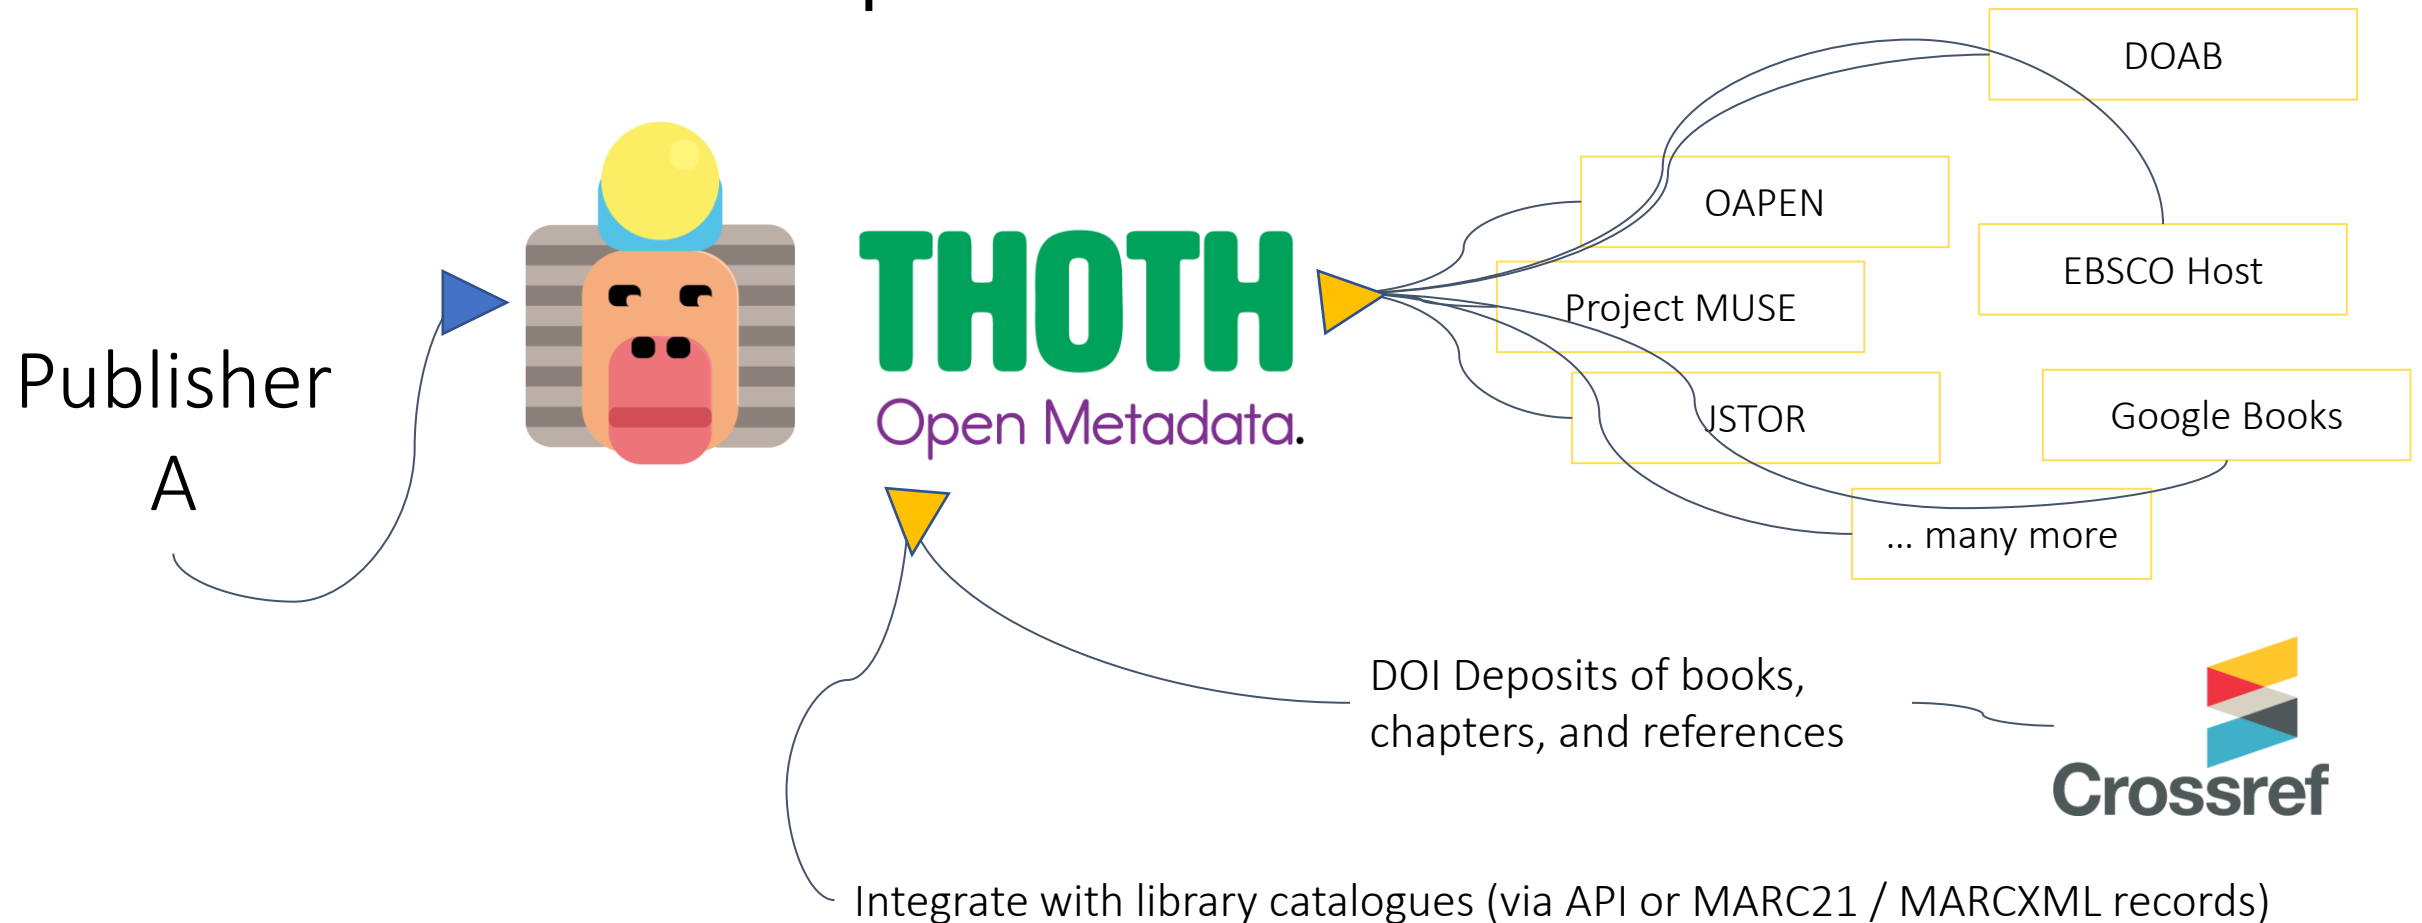 Publisher
A
THOTH
Open Metadata.
DOAB
OAPEN
EBSCO Host
Project MUSE
JSTOR
Google Books
... many more
DOI Deposits of books,
chapters, and references
Crossref
Integrate with library catalogues (via API or MARC21 / MARCXML records)